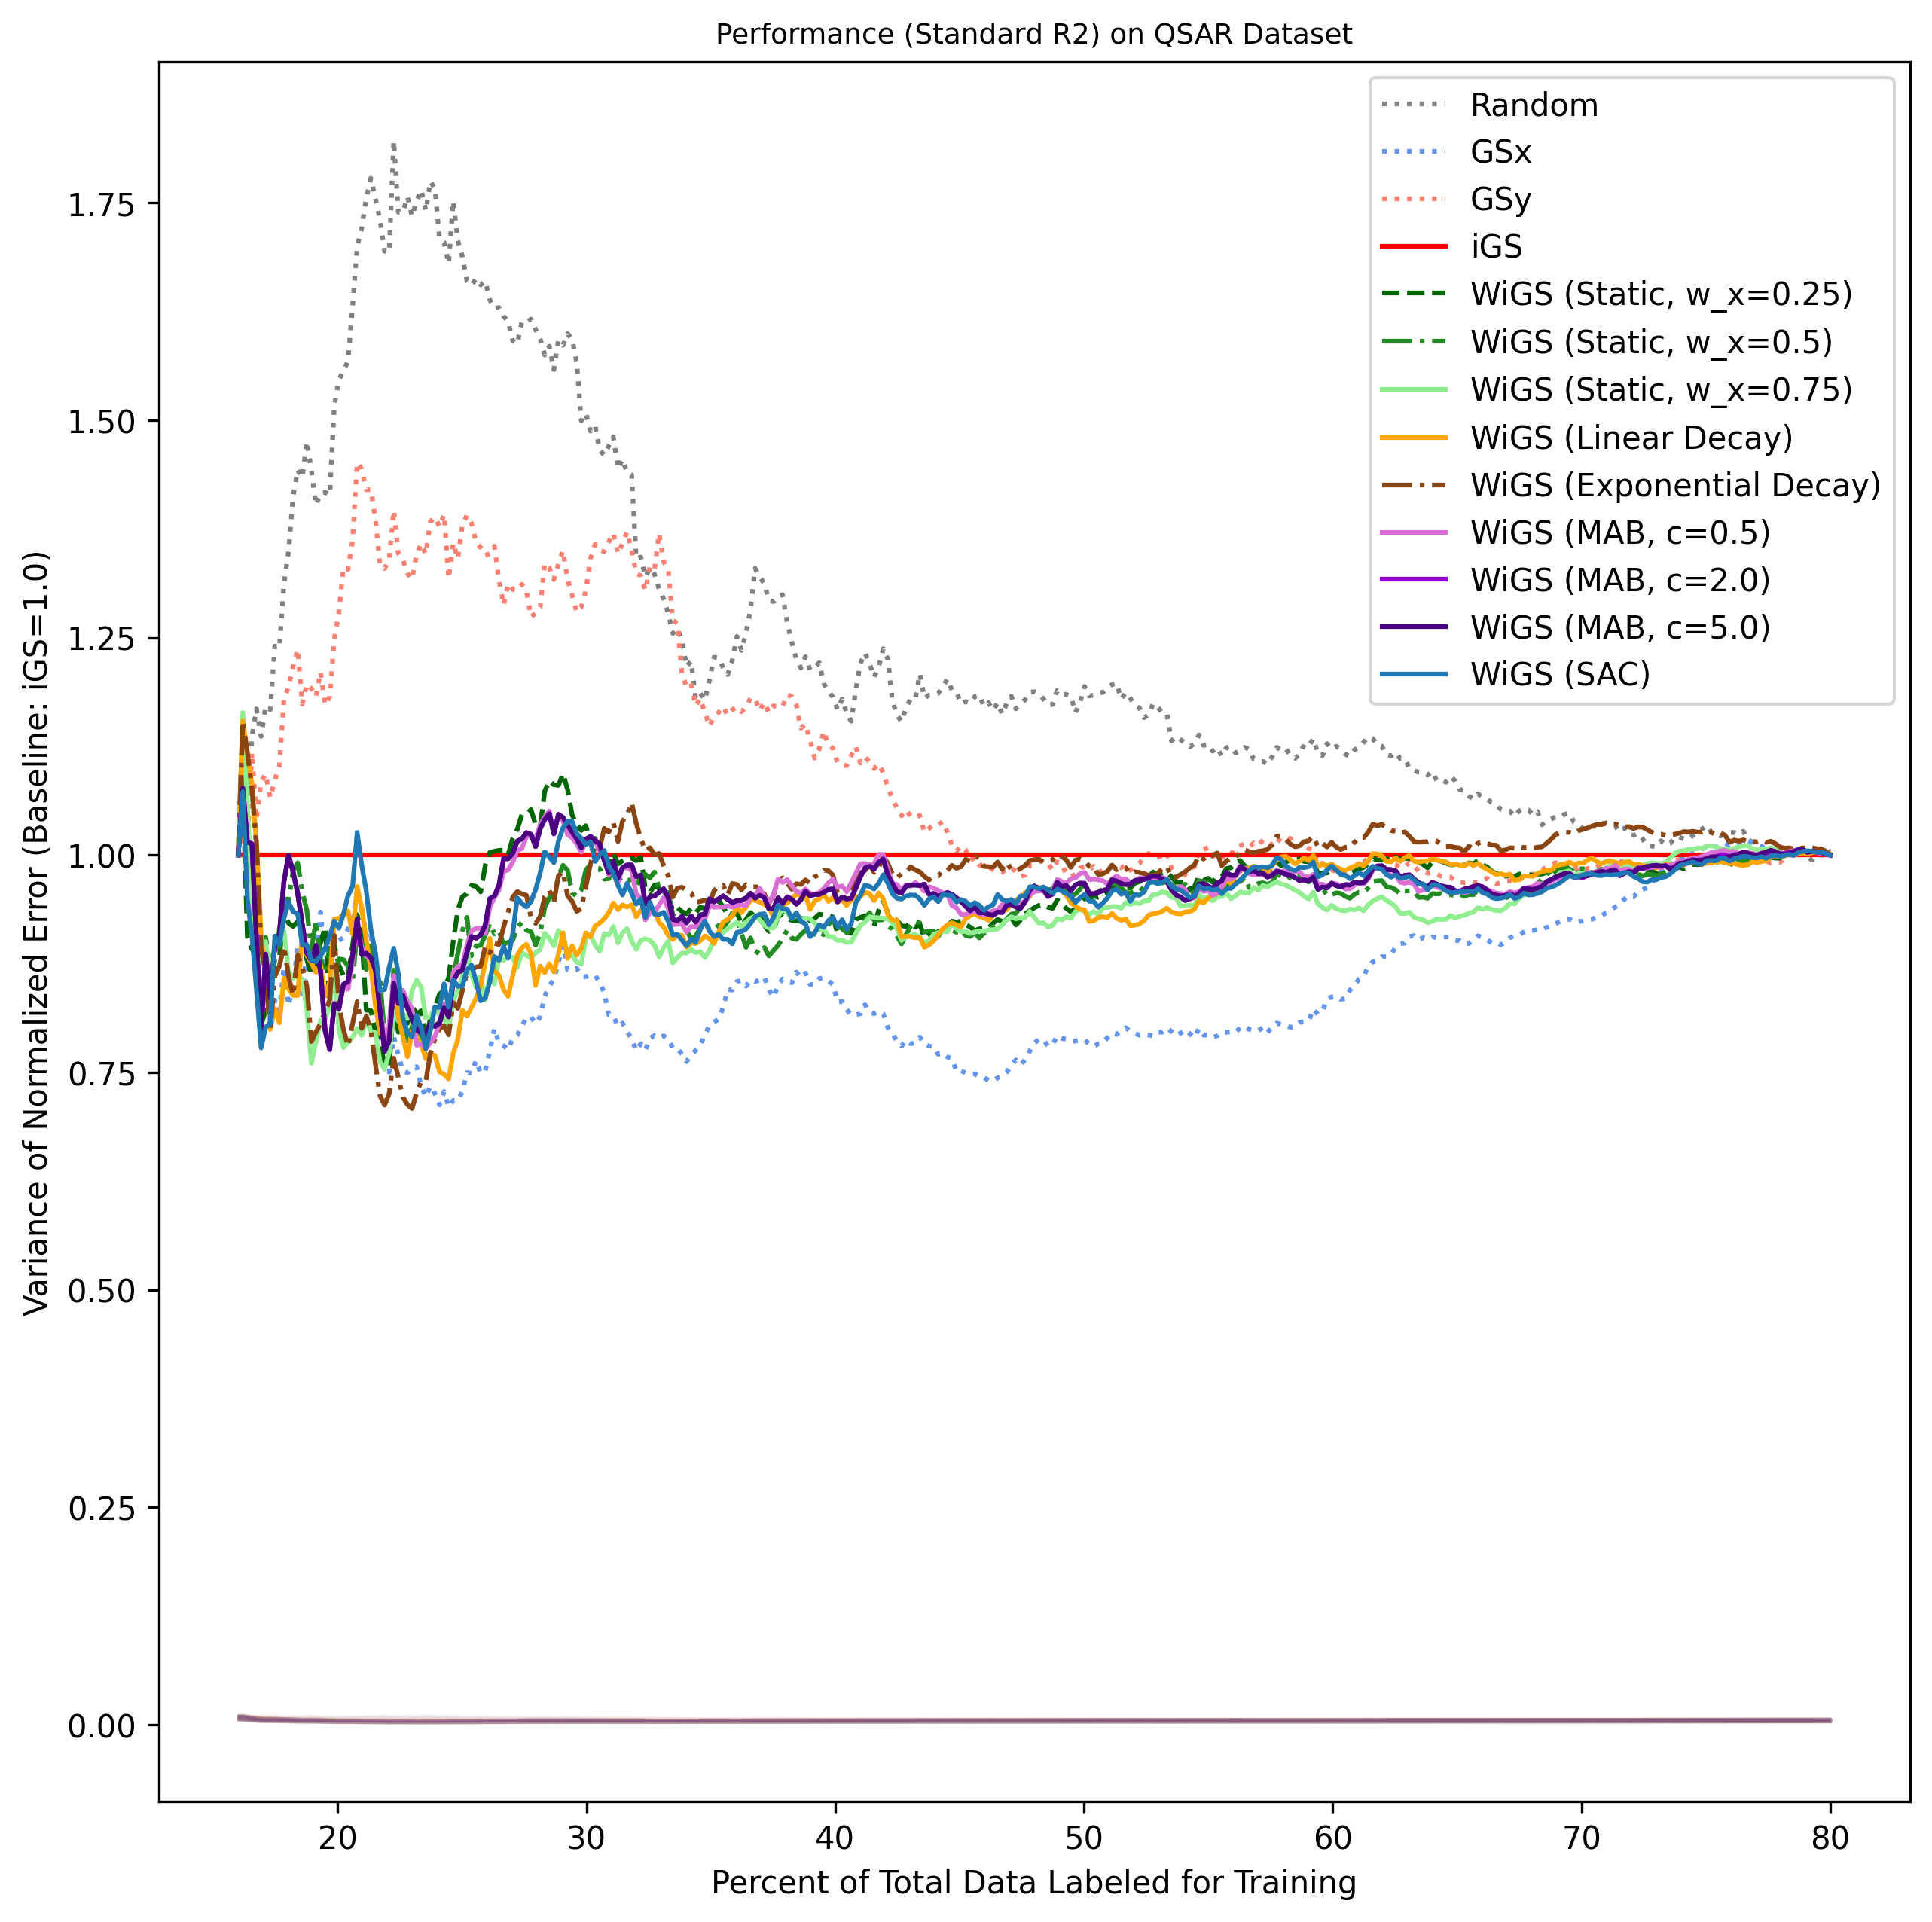 Performance (Standard R2) on QSAR Dataset
Variance of Normalized Error (Baseline: iGS=1.0)
1.75
1.50
1.25
1.00
0.75
0.50
0.25
0.00
Random
GSx
GSy
iGS
WiGS (Static, w_x=0.25)
WiGS (Static, w_x=0.5)
WiGS (Static, w_x=0.75)
WiGS (Linear Decay)
WiGS (Exponential Decay)
WiGS (MAB, c=0.5)
WiGS (MAB, c=2.0)
WiGS (MAB, c=5.0)
WiGS (SAC)
20 30 40 50 60 70 80
Percent of Total Data Labeled for Training